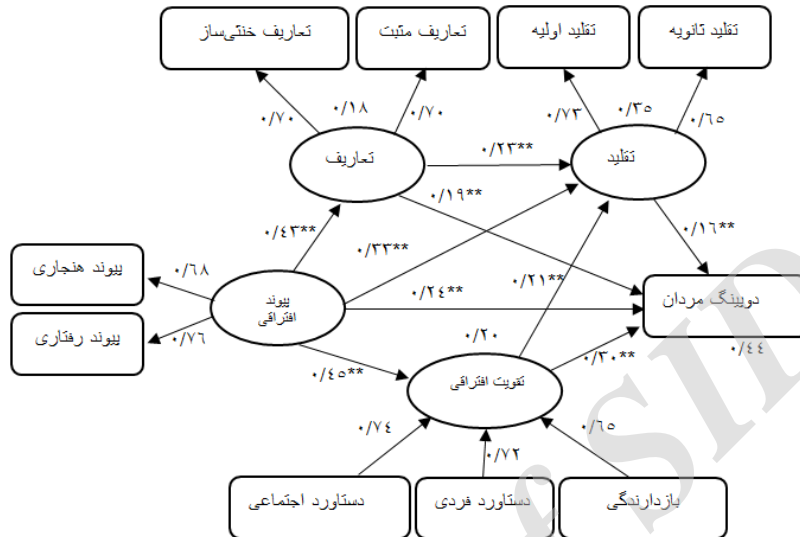 تعاریف خنثی‌ساز
تعاریف مثبت
تقلید اولیه
تقلید ثانویه
۰/۷۰
۰/۱۸
۰/۷۰
۰/۷۳
۰/۳۵
۰/۶۵
تعاریف
۰/۲۳**
تقلید
۰/۱۹**
۰/۴۳**
۰/۳۳**
۰/۱۶**
پیوند هنجاری
۰/۶۸
پیوند
افتراقی
۰/۲۱**
۰/۲۴**
دوپینگ مردان
پیوند رفتاری
۰/۷۶
۰/۲۰
۰/۳۰**
۰/۴۴
۰/۴۵**
تقویت افتراقی
۰/۷۴
۰/۷۲
۰/۶۵
دستاورد اجتماعی
دستاورد فردی
بازدارندگی
f SID